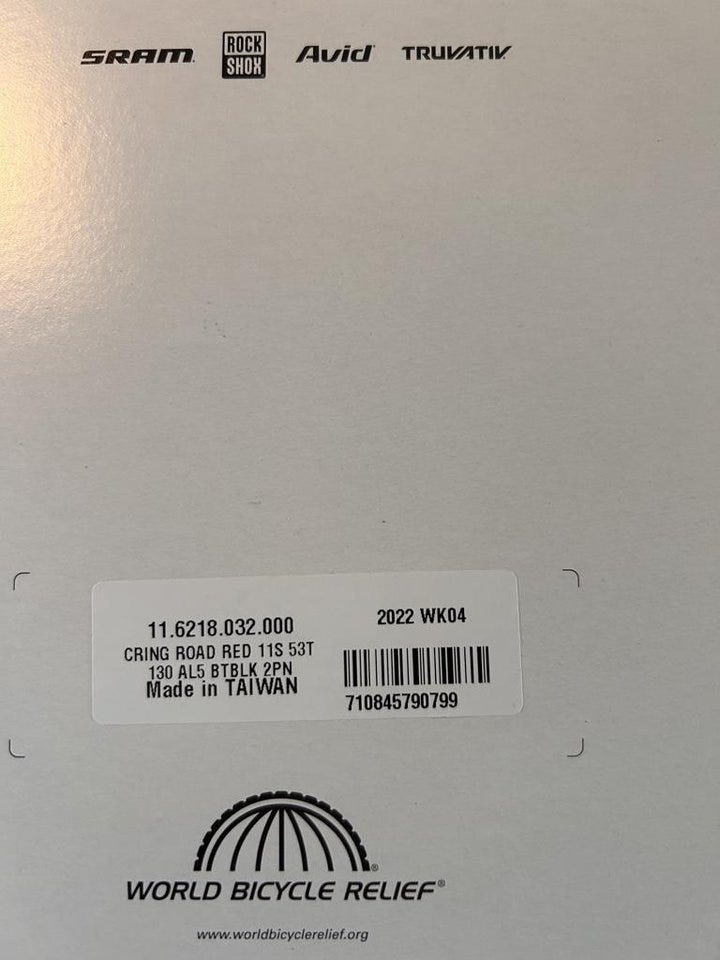 SRAM ROCK SHOX Avid TRUVATIV
11.6218.032.000
CRING ROAD RED 11S 53T
130 AL5 BTBLK 2PN
Made in TAIWAN
2022 WK04
710845790799
WORLD BICYCLE RELIEF®
www.worldbicyclerelief.org